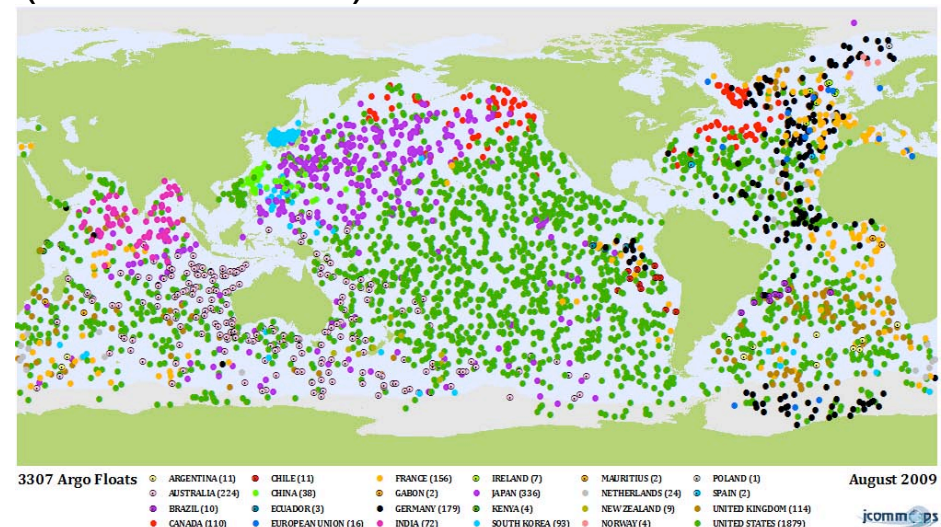 3307 Argo Floats
ARGENTINA (11) CHILE (11) FRANCE (156) IRELAND (7) MAURITIUS (2) POLAND (1)
August 2009
AUSTRALIA (224) CHINA (38) GABON (2) JAPAN (336) NETHERLANDS (24) SPAIN (2)
BRAZIL (10) ECUADOR (3) GERMANY (179) KENYA (4) NEW ZEALAND (9) UNITED KINGDOM (114)
CANADA (110) EUROPEAN UNION (16) INDIA (72) SOUTH KOREA (93) NORWAY (4) UNITED STATES (1879)
jcommops